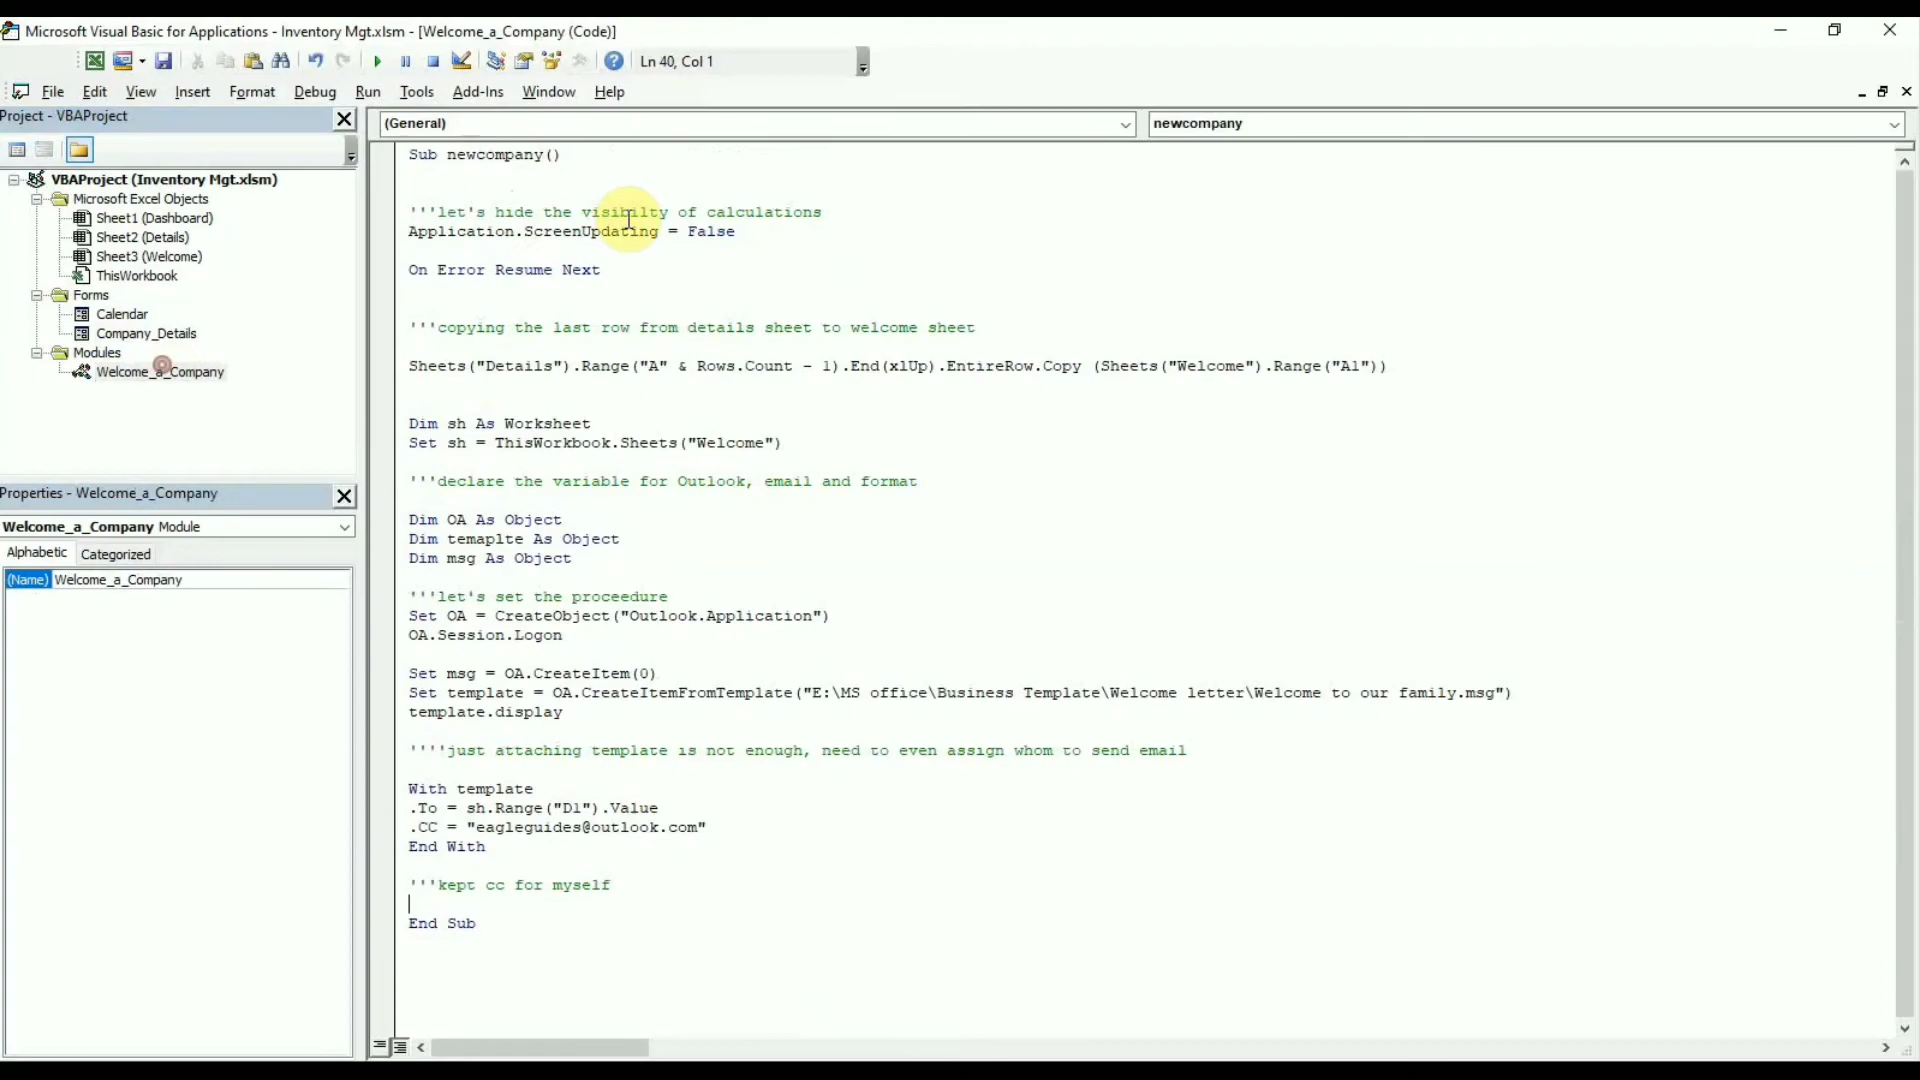 Microsoft Visual Basic for Applications - Inventory Mgt.xlsm - [Welcome_a_Company (Code)]
Ln 40, Col 1
File Edit View Insert Format Debug Run Tools Add-Ins Window Help
Project - VBAProject
(General)
newcompany
VBAProject (Inventory Mgt.xlsm)
Microsoft Excel Objects
Sheet1 (Dashboard)
Sheet2 (Details)
Sheet3 (Welcome)
ThisWorkbook
Forms
Calendar
Company_Details
Modules
Welcome_a_Company
Properties - Welcome_a_Company
Welcome_a_Company Module
Alphabetic Categorized
(Name) Welcome_a_Company
Sub newcompany()
'''let's hide the visibilty of calculations
Application.ScreenUpdating = False
On Error Resume Next
'''copying the last row from details sheet to welcome sheet
Sheets("Details").Range("A" & Rows.Count - 1).End(xlUp).EntireRow.Copy (Sheets("Welcome").Range("A1"))
Dim sh As Worksheet
Set sh = ThisWorkbook.Sheets("Welcome")
'''declare the variable for Outlook, email and format
Dim OA As Object
Dim temaplte As Object
Dim msg As Object
'''let's set the proceedure
Set OA = CreateObject("Outlook.Application")
OA.Session.Logon
Set msg = OA.CreateItem(0)
Set template = OA.CreateItemFromTemplate("E:\MS office\Business Template\Welcome letter\Welcome to our family.msg")
template.display
''''just attaching template is not enough, need to even assign whom to send email
With template
.To = sh.Range("D1").Value
.CC = "eagleguides@outlook.com"
End With
'''kept cc for myself
End Sub